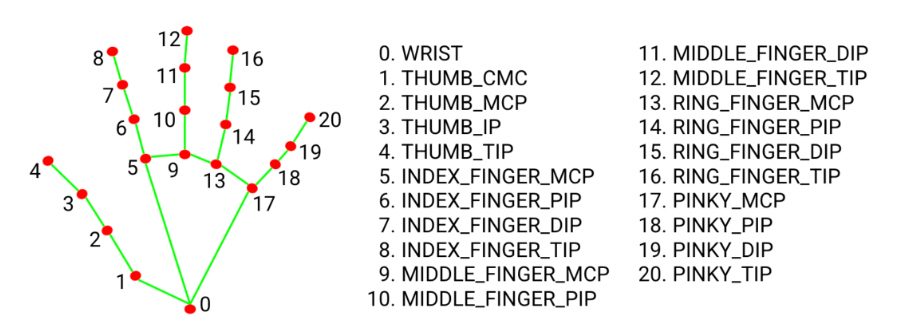 12
8
16
11
7
15
10
20
6
14
19
5
9
4
13
18
3
17
2
1
0
0. WRIST
1. THUMB_CMC
2. THUMB_MCP
3. THUMB_IP
4. THUMB_TIP
5. INDEX_FINGER_MCP
6. INDEX_FINGER_PIP
7. INDEX_FINGER_DIP
8. INDEX_FINGER_TIP
9. MIDDLE_FINGER_MCP
10. MIDDLE_FINGER_PIP
11. MIDDLE_FINGER_DIP
12. MIDDLE_FINGER_TIP
13. RING_FINGER_MCP
14. RING_FINGER_PIP
15. RING_FINGER_DIP
16. RING_FINGER_TIP
17. PINKY_MCP
18. PINKY_PIP
19. PINKY_DIP
20. PINKY_TIP